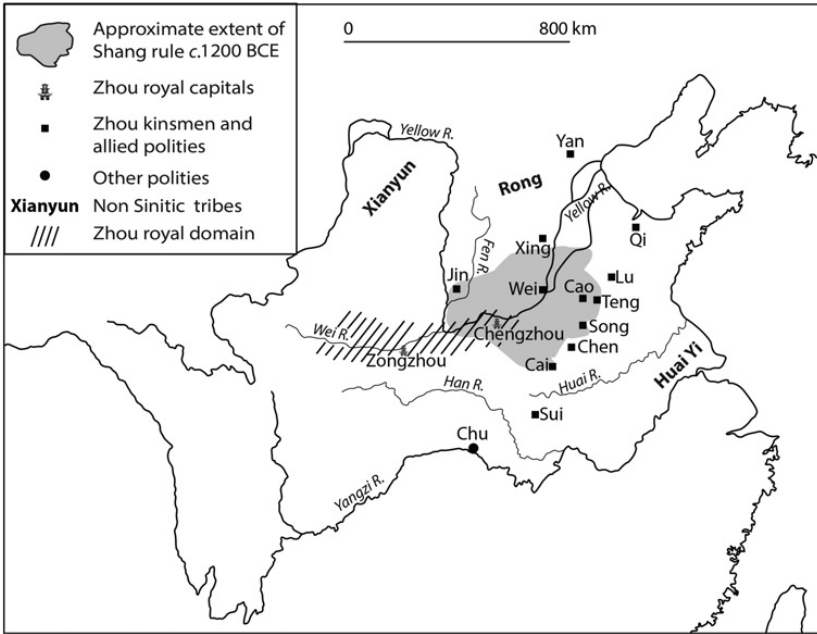 Approximate extent of
Shang rule c.1200 BCE
Zhou royal capitals
Zhou kinsmen and
allied polities
Other polities
Xianyun Non Sinitic tribes
Zhou royal domain
0 800 km
Yellow R.
Yan
Xianyun
Rong
Yellow R.
Fen R.
Xing
Qi
Jin
Wei
Cao
Lu
Teng
Wei R.
Chengzhou
Song
Zongzhou
Chen
Cai
Huai Yi
Han R.
Huai R.
Sui
Chu
Yangzi R.